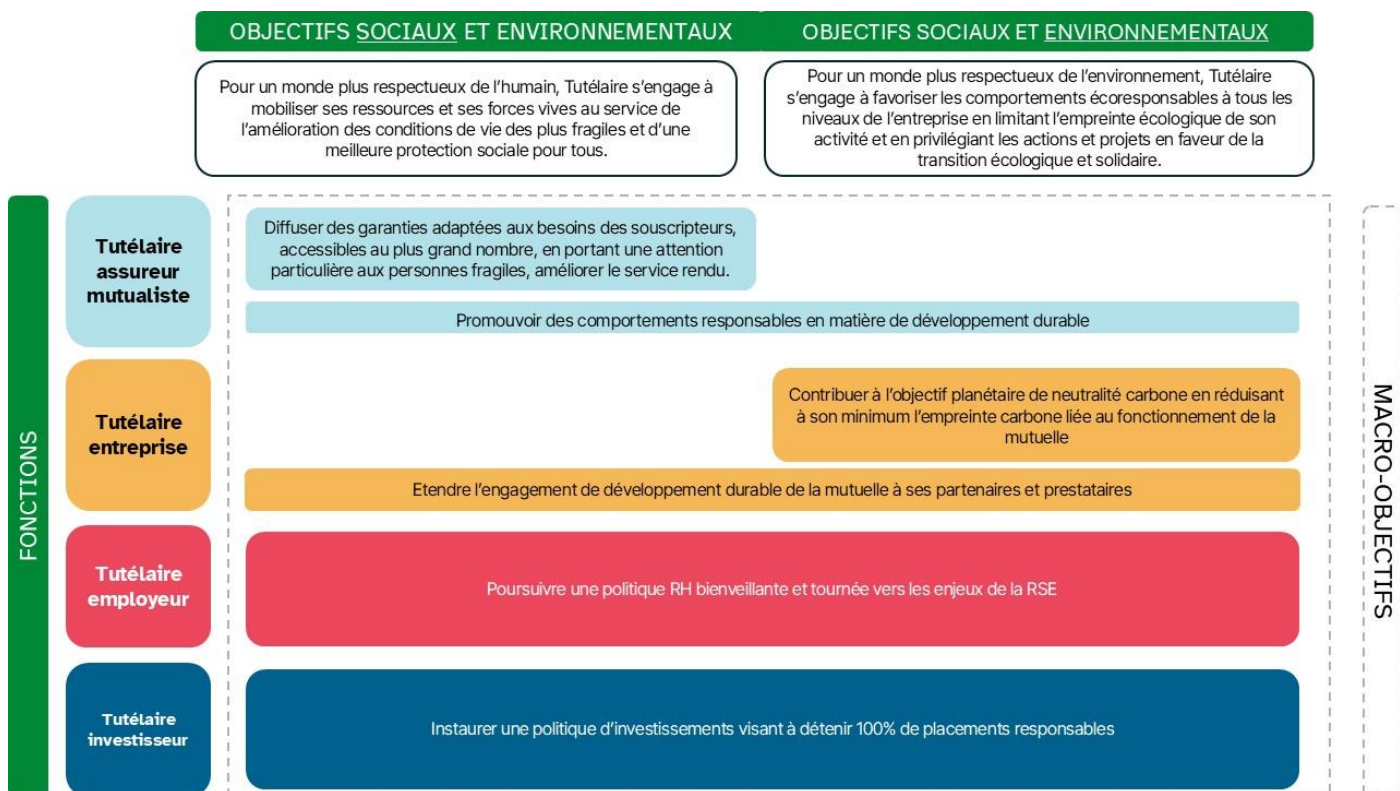 OBJECTIFS SOCIAUX ET ENVIRONNEMENTAUX
OBJECTIFS SOCIAUX ET ENVIRONNEMENTAUX
Pour un monde plus respectueux de l’humain, Tutélaire s’engage à
mobiliser ses ressources et ses forces vives au service de
l’amélioration des conditions de vie des plus fragiles et d’une
meilleure protection sociale pour tous.
Pour un monde plus respectueux de l’environnement, Tutélaire
s’engage à favoriser les comportements écoresponsables à tous les
niveaux de l’entreprise en limitant l’empreinte écologique de son
activité et en privilégiant les actions et projets en faveur de la
transition écologique et solidaire.
FONCTIONS
Tutélaire
assureur
mutualiste
Diffuser des garanties adaptées aux besoins des souscripteurs,
accessibles au plus grand nombre, en portant une attention
particulière aux personnes fragiles, améliorer le service rendu.
Promouvoir des comportements responsables en matière de développement durable
Tutélaire
entreprise
Contribuer à l’objectif planétaire de neutralité carbone en réduisant
à son minimum l’empreinte carbone liée au fonctionnement de la
mutuelle
Etendre l’engagement de développement durable de la mutuelle à ses partenaires et prestataires
Tutélaire
employeur
Poursuivre une politique RH bienveillante et tournée vers les enjeux de la RSE
Tutélaire
investisseur
Instaurer une politique d’investissements visant à détenir 100% de placements responsables
MACRO-OBJECTIFS